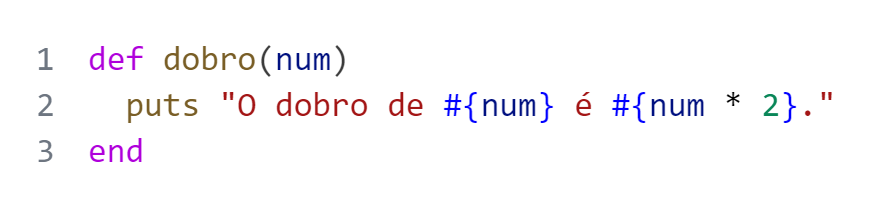 1 def dobro(num)
2   puts "O dobro de #{num} é #{num * 2}."
3 end